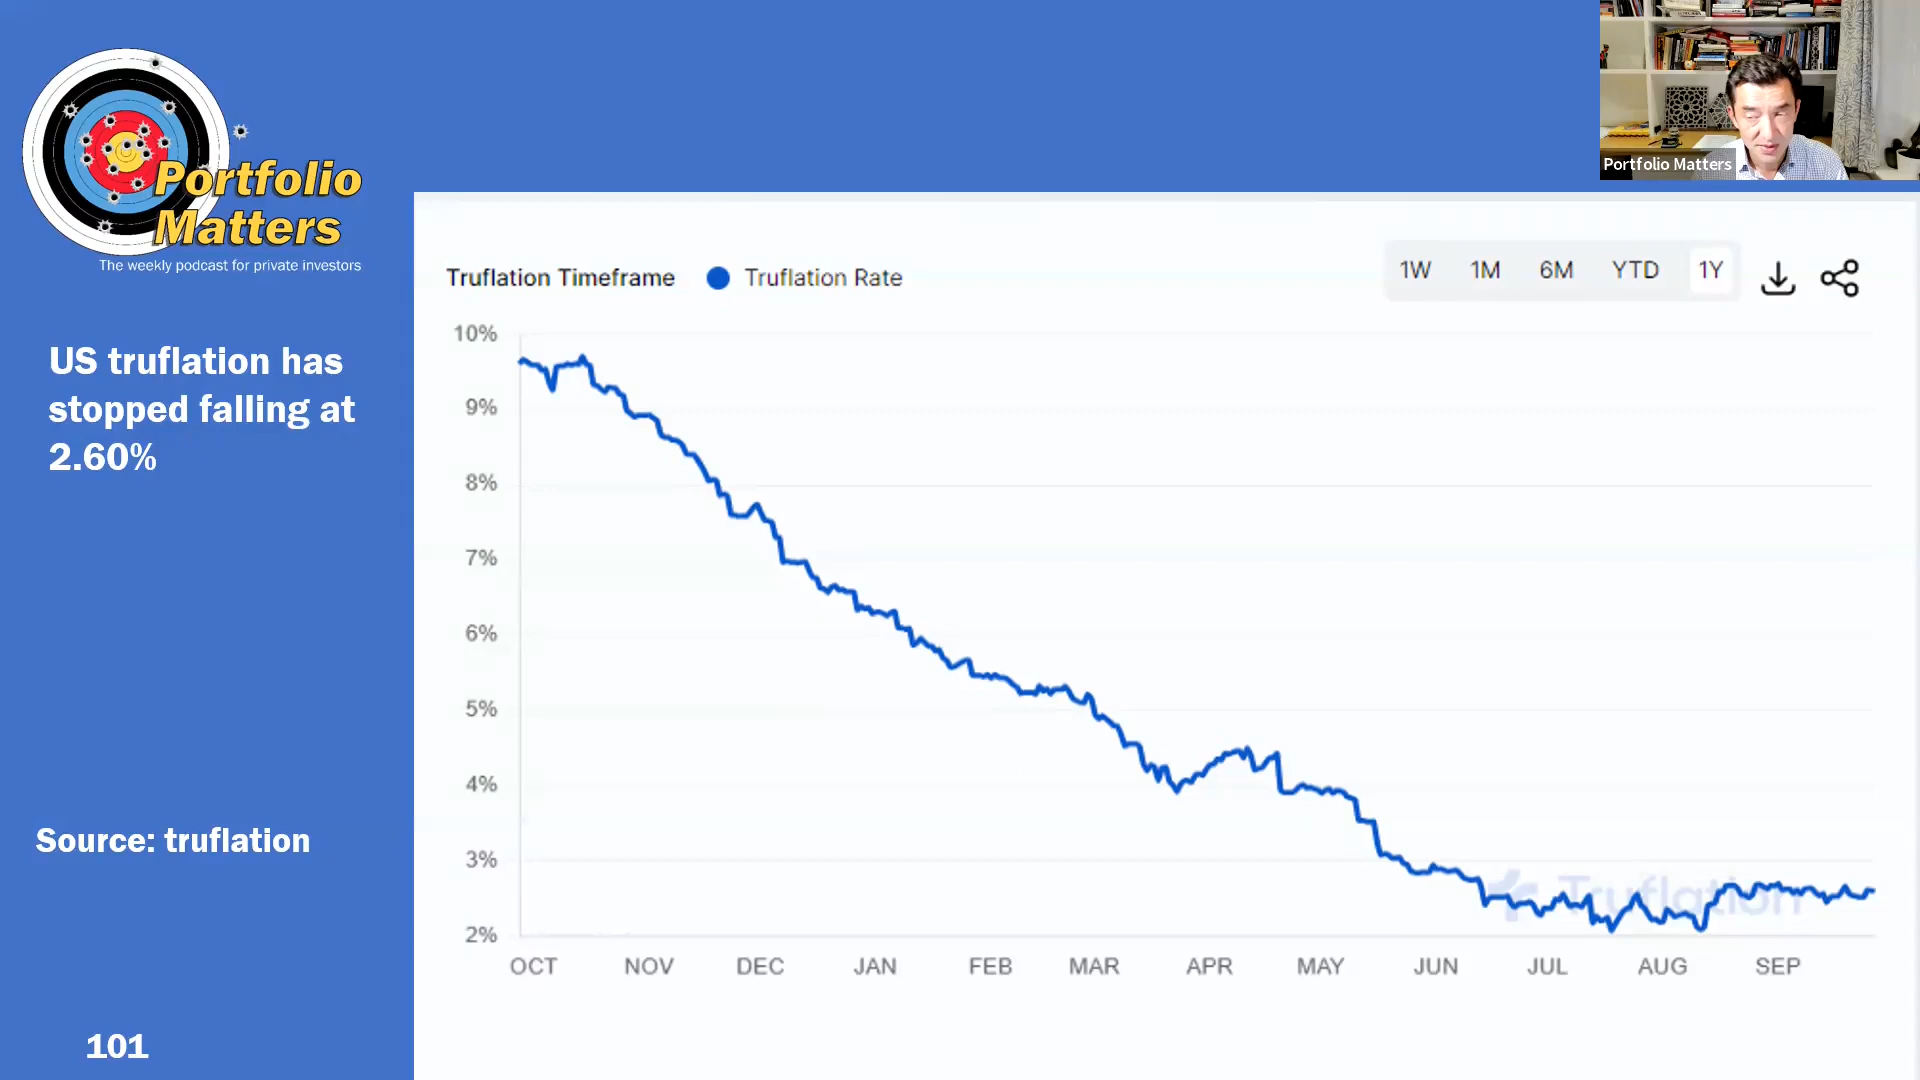 Portfolio
Matters
The weekly podcast for private investors
Portfolio Matters
US truflation has
stopped falling at
2.60%
Source: truflation
101
Truflation Timeframe
Truflation Rate
1W 1M 6M YTD 1Y
10%
9%
8%
7%
6%
5%
4%
3%
2%
Truflation
OCT NOV DEC JAN FEB MAR APR MAY JUN JUL AUG SEP